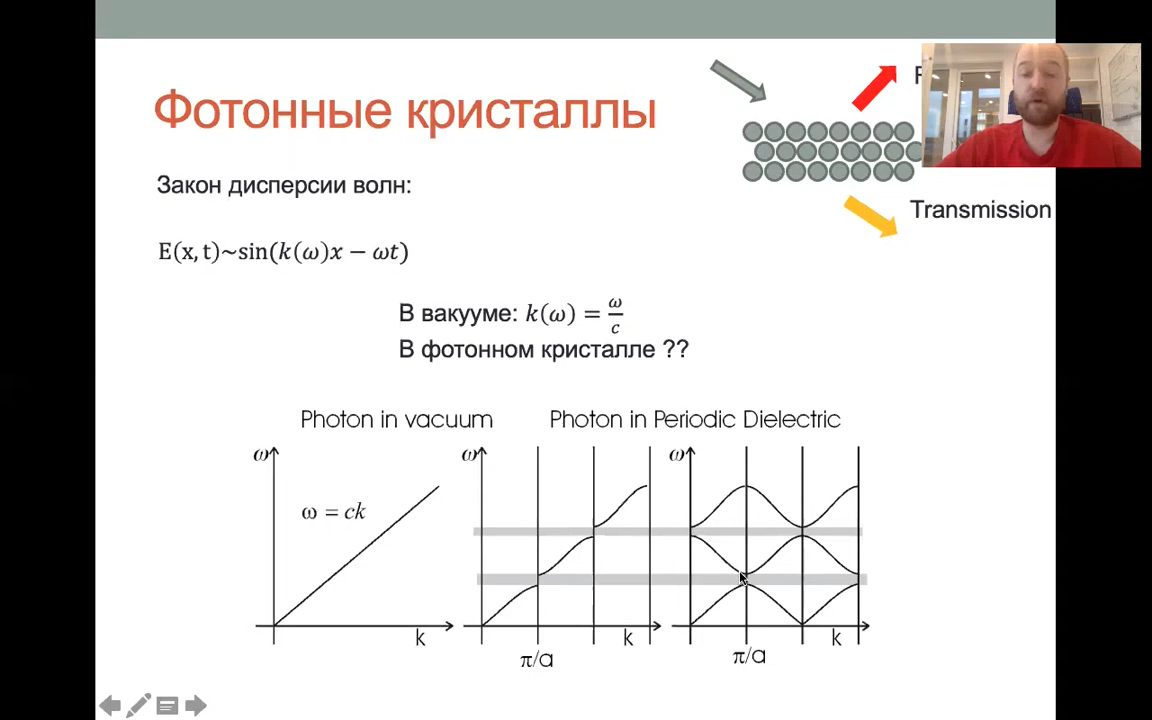 Фотонные кристаллы
Закон дисперсии волн:
E(x, t)~sin(k(ω)x − ωt)
В вакууме: k(ω) = ω/c
В фотонном кристалле ??
Transmission
Photon in vacuum
Photon in Periodic Dielectric
ω
ω = ck
k
ω
k
π/a
ω
k
π/a